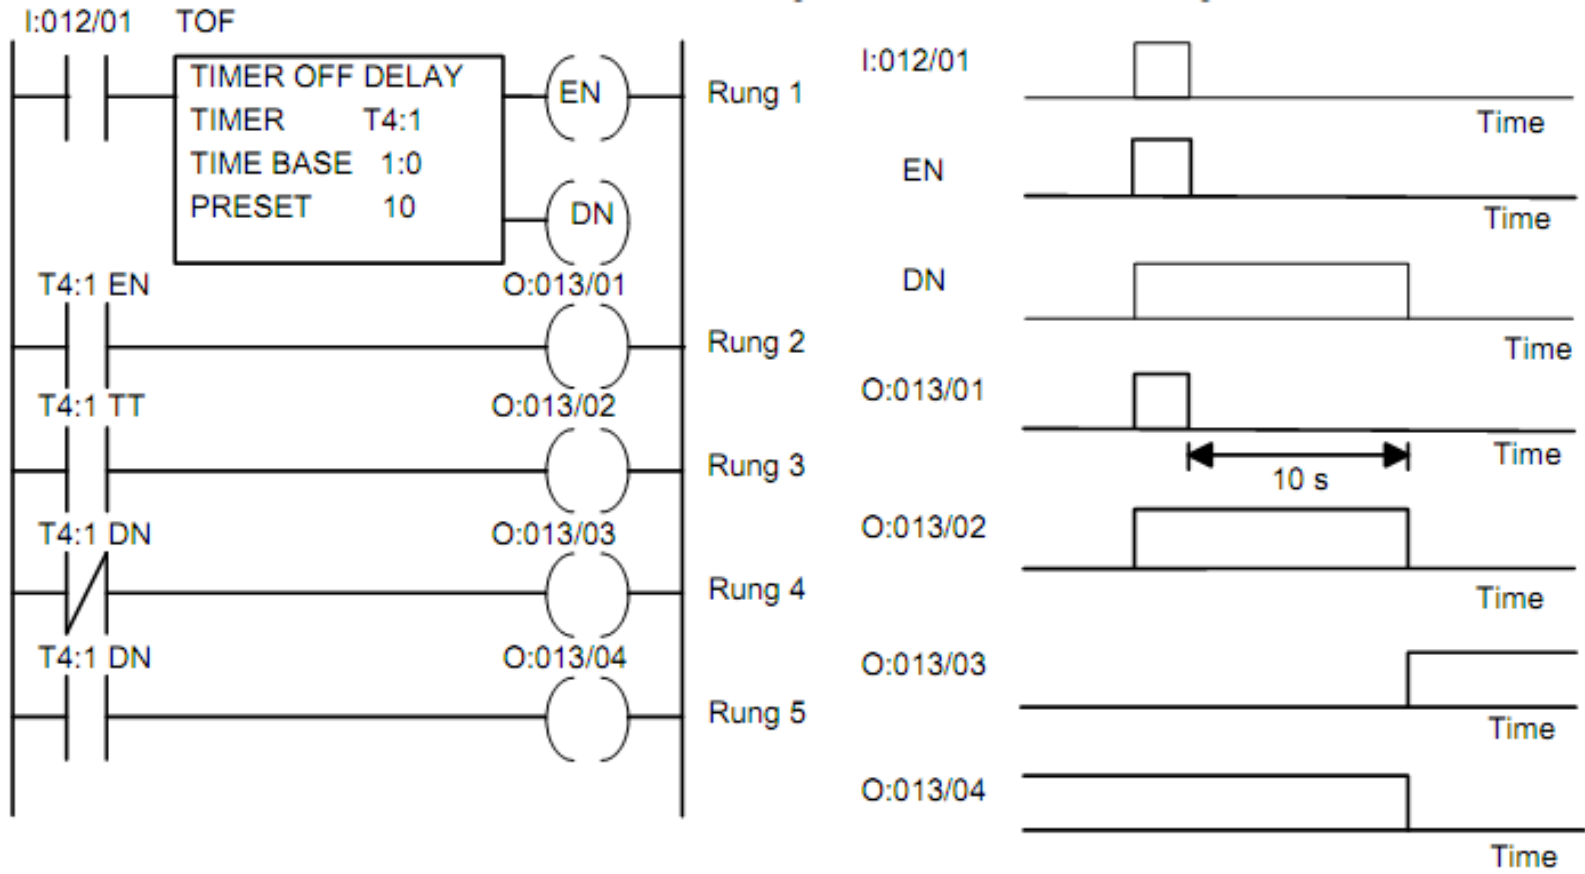 I:012/01 TOF
TIMER OFF DELAY
TIMER T4:1
TIME BASE 1:0
PRESET 10
EN
DN
Rung 1
T4:1 EN O:013/01
Rung 2
T4:1 TT O:013/02
Rung 3
T4:1 DN O:013/03
Rung 4
T4:1 DN O:013/04
Rung 5
I:012/01
Time
EN
Time
DN
Time
O:013/01
Time
10 s
O:013/02
Time
O:013/03
Time
O:013/04
Time